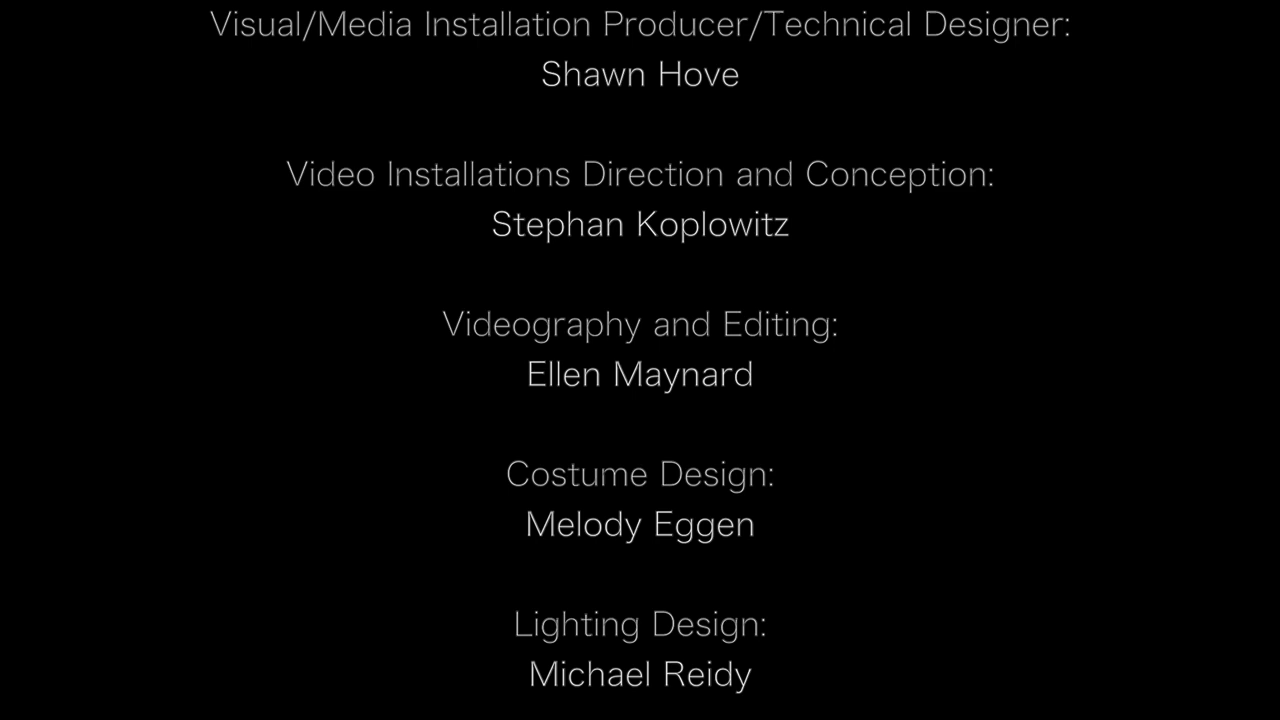 Visual/Media Installation Producer/Technical Designer:
Shawn Hove
Video Installations Direction and Conception:
Stephan Koplowitz
Videography and Editing:
Ellen Maynard
Costume Design:
Melody Eggen
Lighting Design:
Michael Reidy